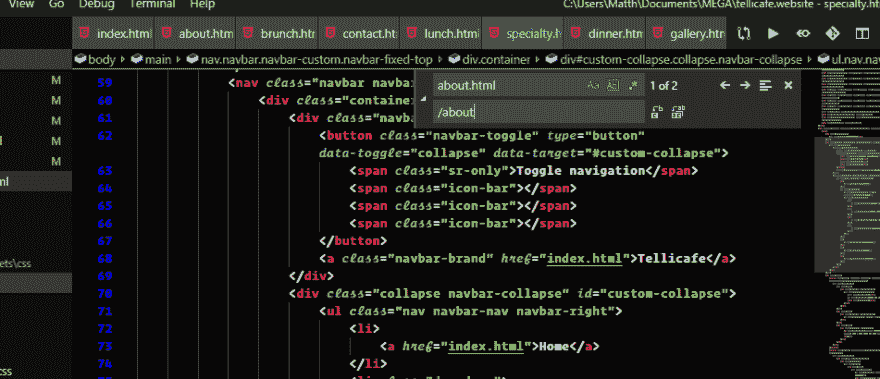 View Go Debug Terminal Help C:\Users\Matth\Documents\MEGA\tellicafe.website - specialty.ht
index.html about.htm brunch.htm contact.ht lunch.htm specialty.h dinner.htm gallery.htm
body main nav.navbar.navbar-custom.navbar-fixed-top div.container div#custom-collapse.collapse.navbar-collapse ul.nav.nav
59 <nav class="navbar navba
about.html Aa Ab| .* 1 of 2
M 60 <div class="container
61 <div class="navba
/about
M 62 <button class="navbar-toggle" type="button"
M data-toggle="collapse" data-target="#custom-collapse">
M 63 <span class="sr-only">Toggle navigation</span>
ml 64 <span class="icon-bar"></span>
65 <span class="icon-bar"></span>
66 <span class="icon-bar"></span>
67 </button>
ets\css 68 <a class="navbar-brand" href="index.html">Tellicafe</a>
69 </div>
70 <div class="collapse navbar-collapse" id="custom-collapse">
71 <ul class="nav navbar-nav navbar-right">
72 <li>
73 <a href="index.html">Home</a>
css 74 </li>